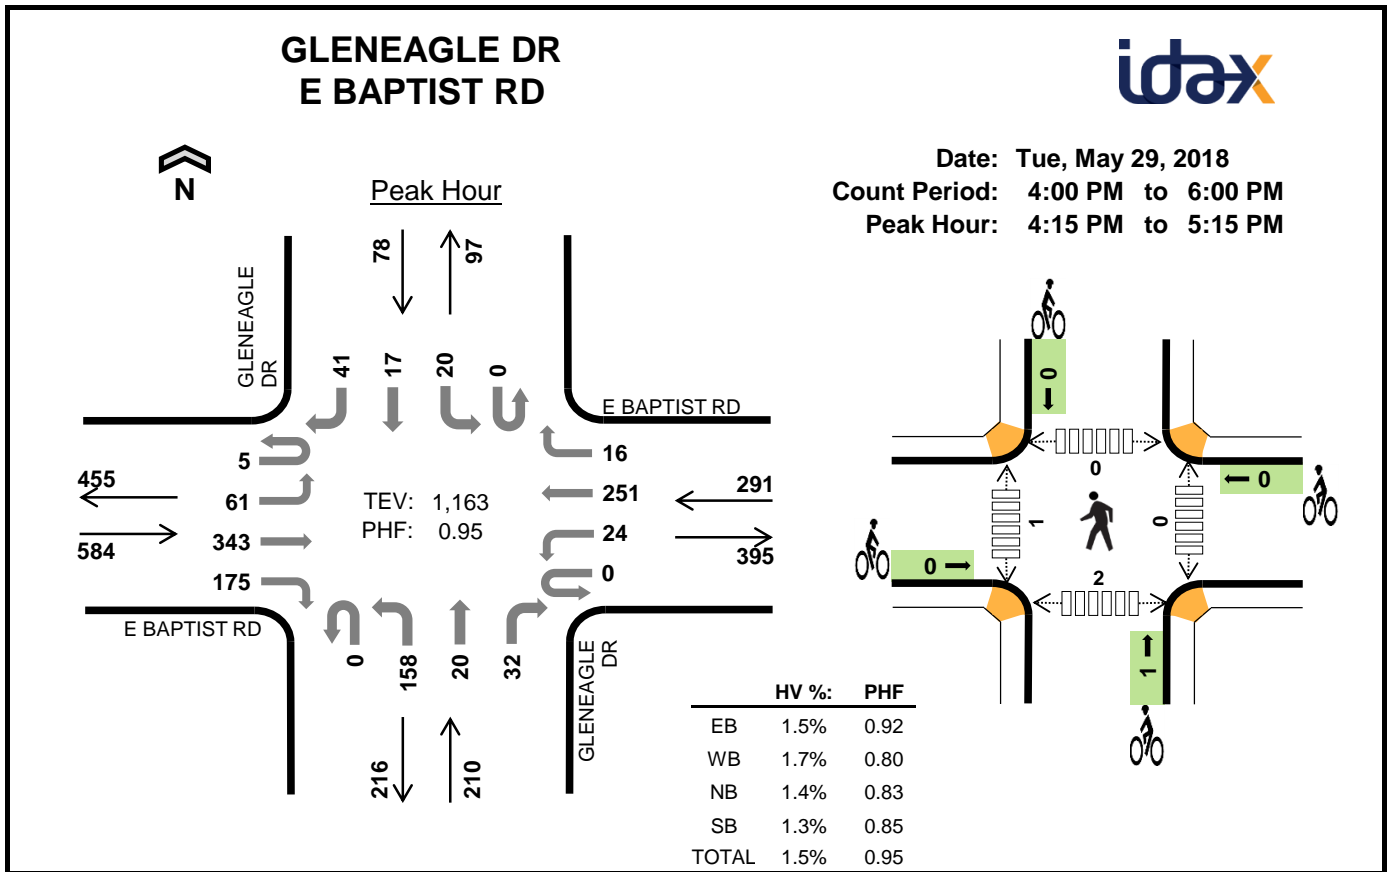 GLENEAGLE DR
E BAPTIST RD
idax
N
Peak Hour
Date: Tue, May 29, 2018
Count Period: 4:00 PM to 6:00 PM
Peak Hour: 4:15 PM to 5:15 PM
78
97
GLENEAGLE
DR
41
17
20
0
E BAPTIST RD
5
61
343
175
455
584
TEV: 1,163
PHF: 0.95
16
251
24
0
291
395
E BAPTIST RD
0
158
20
32
GLENEAGLE
DR
216
210
0
0
0
1
0
0
2
1
HV %: PHF
EB 1.5% 0.92
WB 1.7% 0.80
NB 1.4% 0.83
SB 1.3% 0.85
TOTAL 1.5% 0.95